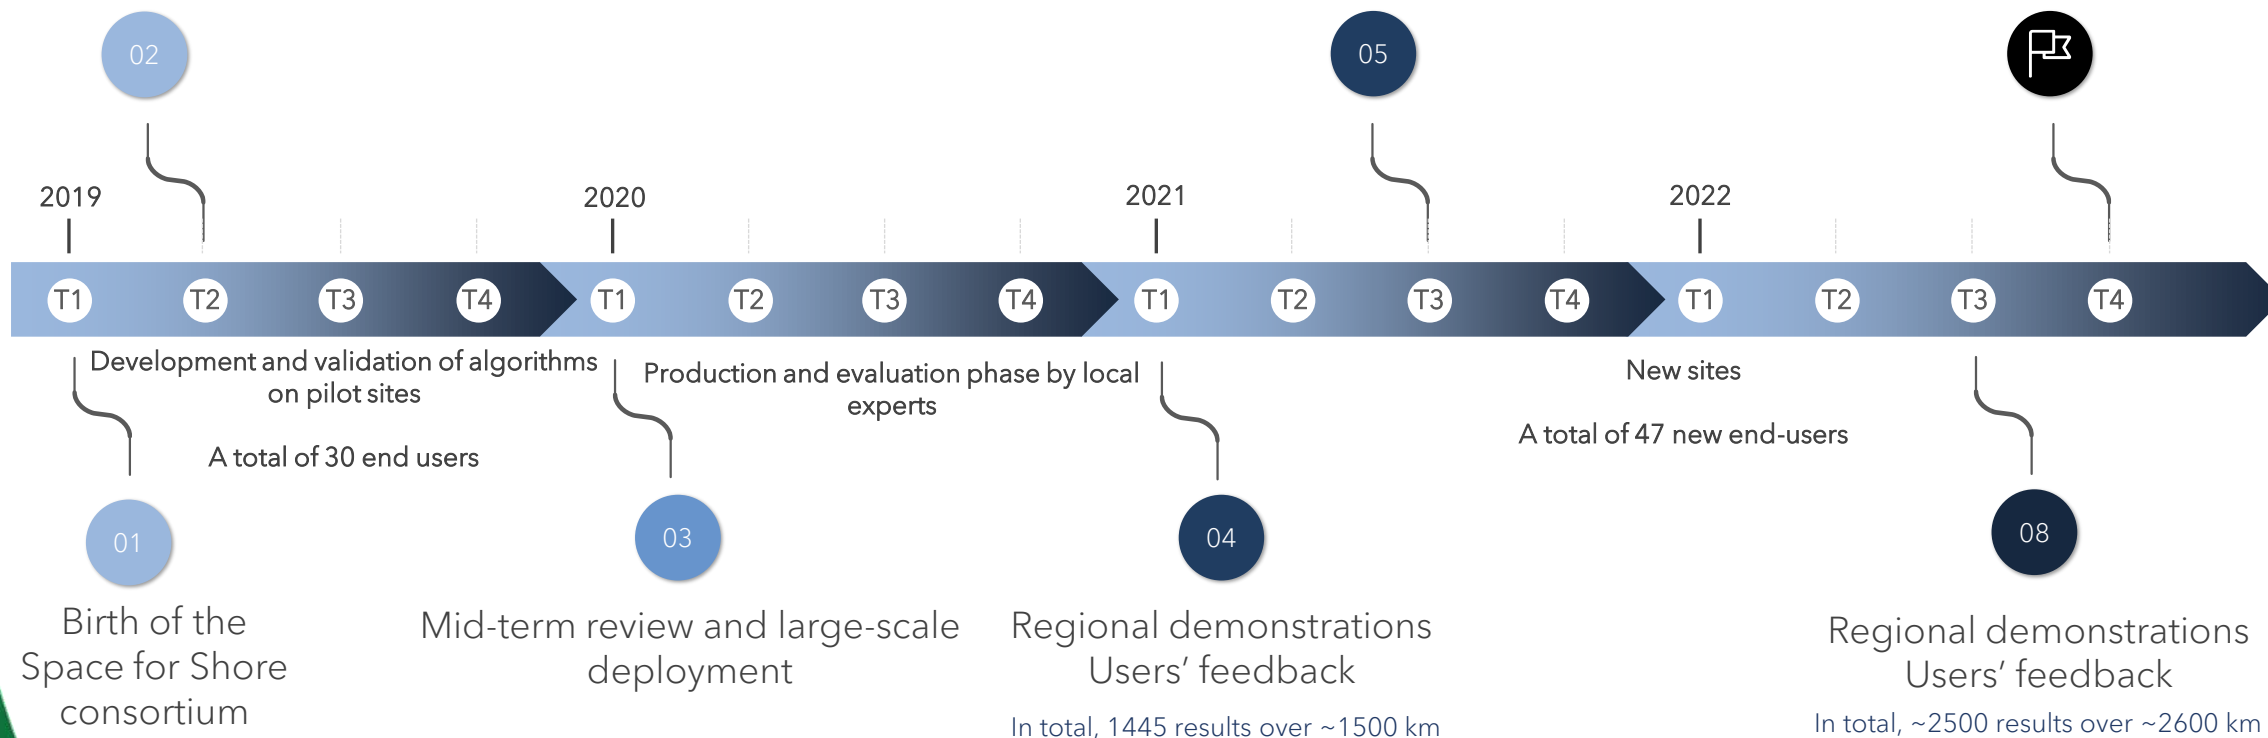 02
05
2019
2020
2021
2022
T1
T2
T3
T4
T1
T2
T3
T4
T1
T2
T3
T4
T1
T2
T3
T4
Development and validation of algorithms
on pilot sites
A total of 30 end users
Production and evaluation phase by local
experts
New sites
A total of 47 new end-users
01
03
04
08
Birth of the
Space for Shore
consortium
Mid-term review and large-scale
deployment
Regional demonstrations
Users’ feedback
In total, 1445 results over ~1500 km
Regional demonstrations
Users’ feedback
In total, ~2500 results over ~2600 km